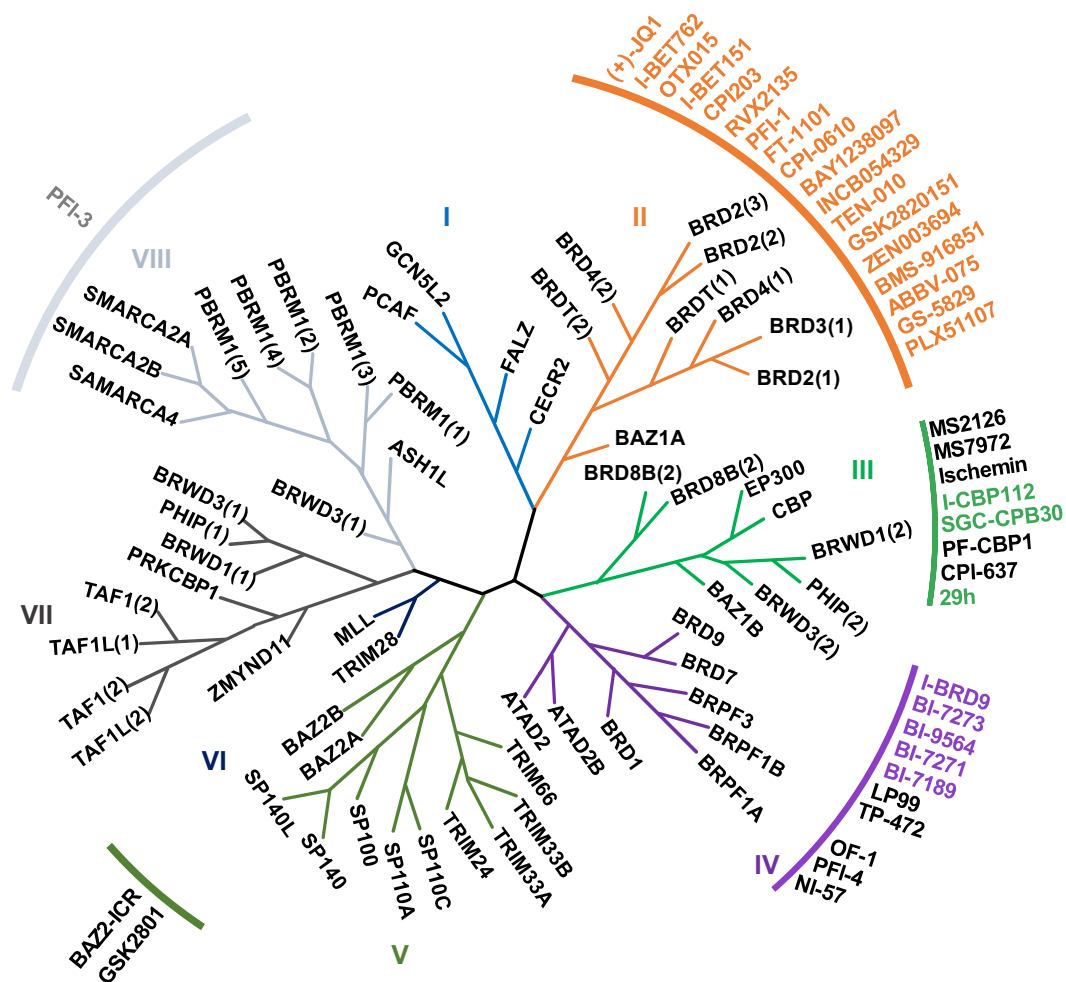 (+)-JQ1
I-BET762
OTX015
I-BET151
CPI203
RVX2135
PFI-1
FT-1101
CPI-0610
BAY1238097
INCB054329
TEN-010
GSK2820151
ZEN003694
BMS-916851
ABBV-075
GS-5829
PLX51107
PFI-3
VIII
I
II
GCN5L2
PCAF
FALZ
CECR2
BRD4(2)
BRDT(2)
BRD2(3)
BRD2(2)
BRDT(1)
BRD4(1)
BRD3(1)
BRD2(1)
BAZ1A
SMARCA2A
SMARCA2B
SAMARCA4
PBRM1(5)
PBRM1(4)
PBRM1(2)
PBRM1(3)
PBRM1(1)
ASH1L
BRWD3(1)
III
BRD8B(2)
BRD8B(2)
EP300
CBP
BRWD1(2)
PHIP(2)
BRWD3(2)
BAZ1B
MS2126
MS7972
Ischemin
I-CBP112
SGC-CPB30
PF-CBP1
CPI-637
29h
VII
BRWD3(1)
PHIP(1)
BRWD1(1)
PRKCBP1
TAF1(2)
TAF1L(1)
TAF1(2)
TAF1L(2)
ZMYND11
VI
MLL
TRIM28
IV
BRD9
BRD7
BRPF3
BRPF1B
BRPF1A
BRD1
ATAD2B
ATAD2
I-BRD9
BI-7273
BI-9564
BI-7271
BI-7189
LP99
TP-472
OF-1
PFI-4
NI-57
V
BAZ2B
BAZ2A
SP140L
SP140
SP100
SP110A
SP110C
TRIM24
TRIM33A
TRIM33B
TRIM66
BAZ2-ICR
GSK2801